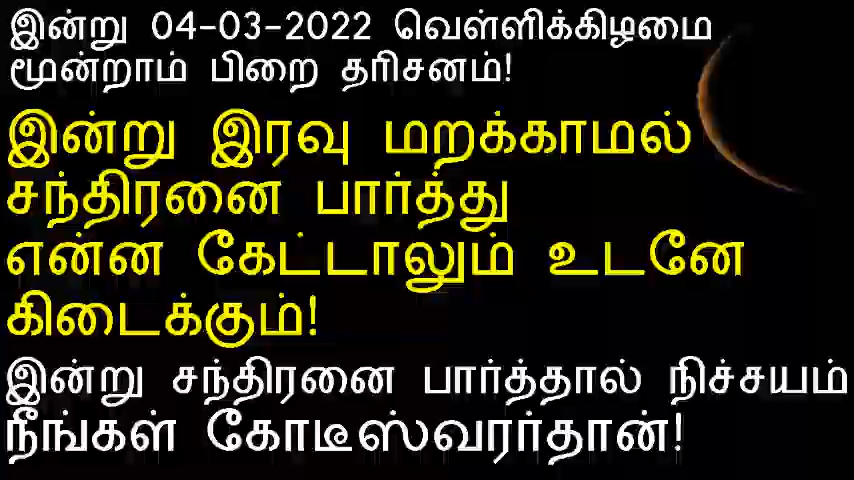 இன்று 04-03-2022 வெள்ளிக்கிழமை
மூன்றாம் பிறை தரிசனம்!
இன்று இரவு மறக்காமல்
சந்திரனை பார்த்து
என்ன கேட்டாலும் உடனே
கிடைக்கும்!
இன்று சந்திரனை பார்த்தால் நிச்சயம்
நீங்கள் கோடீஸ்வரர்தான்!